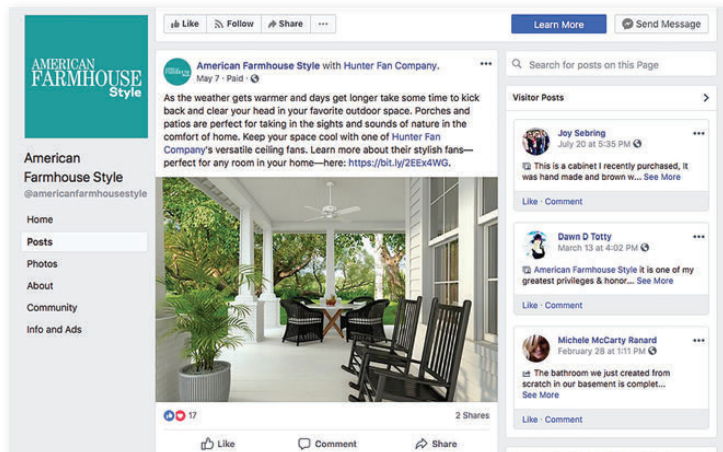 Like Follow Share ...
Learn More Send Message
AMERICAN
FARMHOUSE
Style
American
Farmhouse Style
@americanfarmhousestyle
Home
Posts
Photos
About
Community
Info and Ads
AMERICAN FARMHOUSE Style
American Farmhouse Style with Hunter Fan Company.
May 7 · Paid ·
As the weather gets warmer and days get longer take some time to kick
back and clear your head in your favorite outdoor space. Porches and
patios are perfect for taking in the sights and sounds of nature in the
comfort of home. Keep your space cool with one of Hunter Fan
Company's versatile ceiling fans. Learn more about their stylish fans—
perfect for any room in your home—here: https://bit.ly/2EEx4WG.
17
2 Shares
Like Comment Share
Search for posts on this Page
Visitor Posts
Joy Sebring
July 20 at 5:35 PM
This is a cabinet I recently purchased, It
was hand made and brown w... See More
Like · Comment
Dawn D Totty
March 13 at 4:02 PM
American Farmhouse Style it is one of my
greatest privileges & honor... See More
Like · Comment
Michele McCarty Ranard
February 28 at 1:11 PM
The bathroom we just created from
scratch in our basement is complet...
See More
Like · Comment